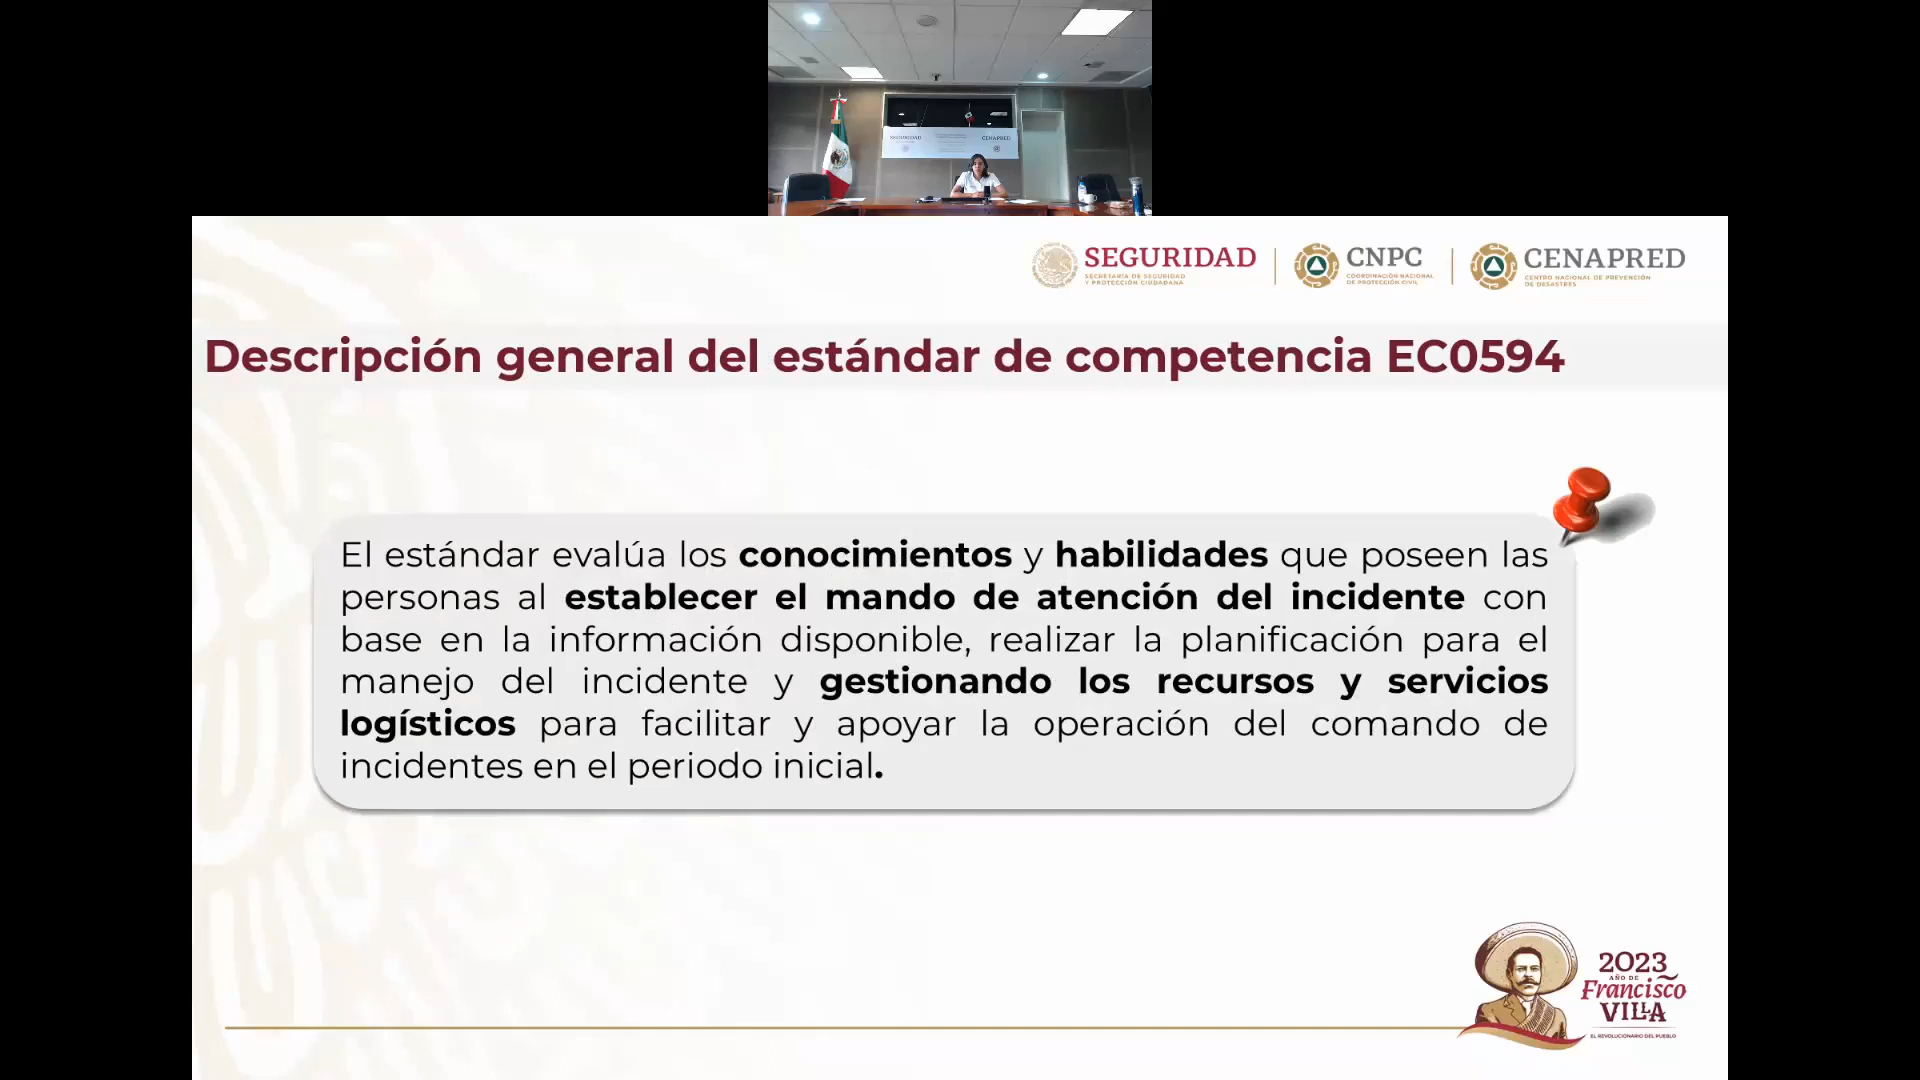 SEGURIDAD
CENAPRED
SEGURIDAD
SECRETARÍA DE SEGURIDAD
Y PROTECCIÓN CIUDADANA
CNPC
COORDINACIÓN NACIONAL
DE PROTECCIÓN CIVIL
CENAPRED
CENTRO NACIONAL DE PREVENCIÓN
DE DESASTRES
Descripción general del estándar de competencia EC0594
El estándar evalúa los conocimientos y habilidades que poseen las
personas al establecer el mando de atención del incidente con
base en la información disponible, realizar la planificación para el
manejo del incidente y gestionando los recursos y servicios
logísticos para facilitar y apoyar la operación del comando de
incidentes en el periodo inicial.
2023
AÑO DE
Francisco
VILLA
EL REVOLUCIONARIO DEL PUEBLO